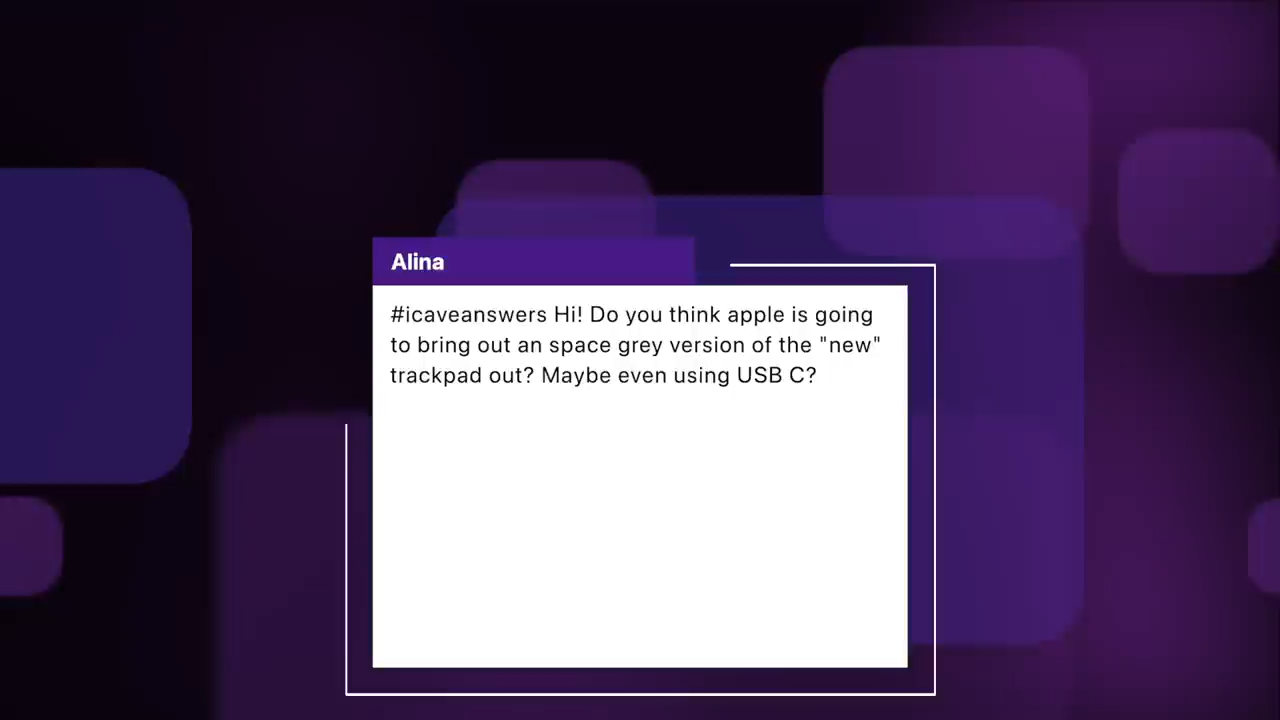 Alina
#icaveanswers Hi! Do you think apple is going
to bring out an space grey version of the "new"
trackpad out? Maybe even using USB C?